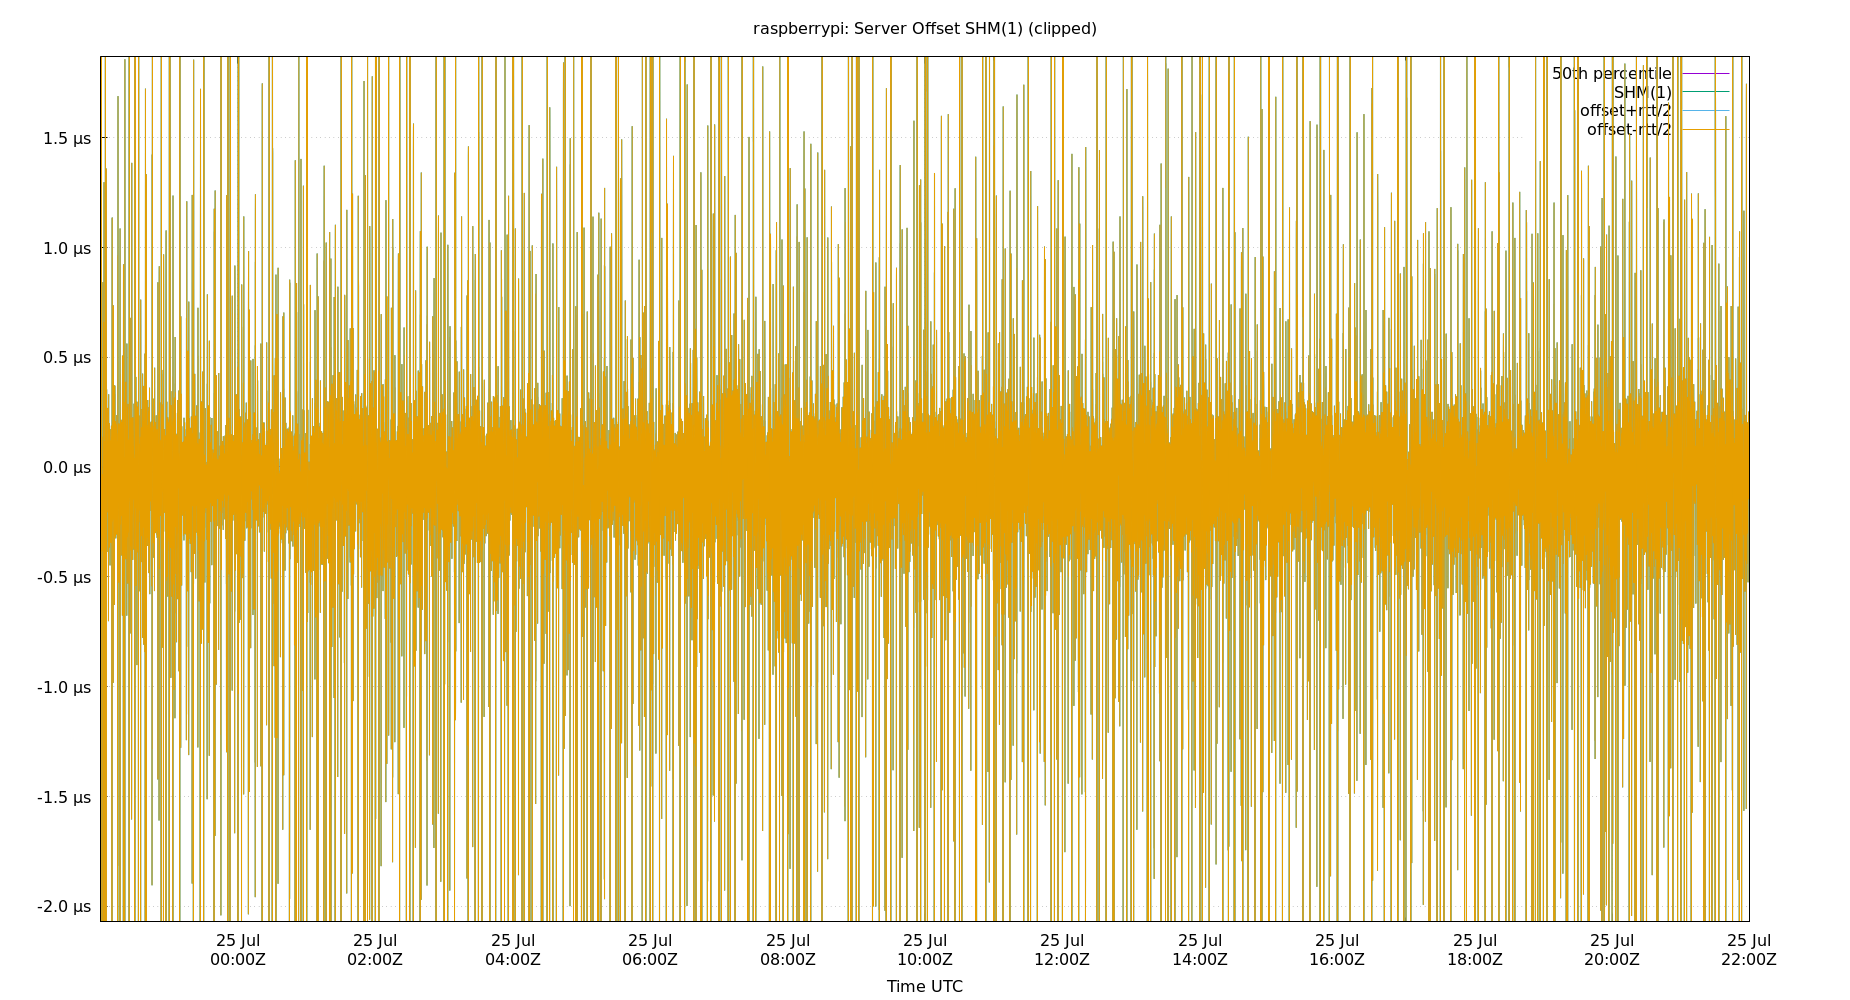 raspberrypi: Server Offset SHM(1) (clipped)
50th percentile
SHM(1)
offset+rtt/2
offset-rtt/2
1.5 µs
1.0 µs
0.5 µs
0.0 µs
-0.5 µs
-1.0 µs
-1.5 µs
-2.0 µs
25 Jul 25 Jul 25 Jul 25 Jul 25 Jul 25 Jul 25 Jul 25 Jul 25 Jul 25 Jul 25 Jul 25 Jul
00:00Z 02:00Z 04:00Z 06:00Z 08:00Z 10:00Z 12:00Z 14:00Z 16:00Z 18:00Z 20:00Z 22:00Z
Time UTC